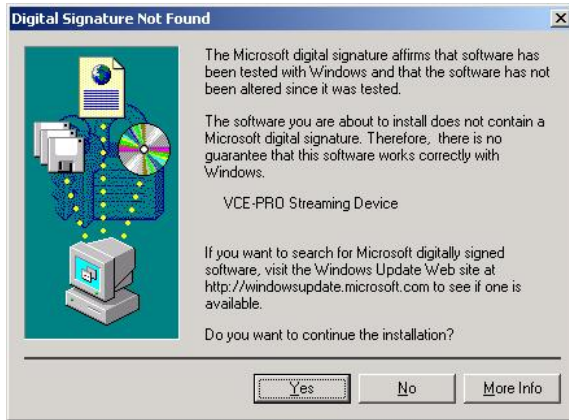 Digital Signature Not Found
The Microsoft digital signature affirms that software has
been tested with Windows and that the software has not
been altered since it was tested.
The software you are about to install does not contain a
Microsoft digital signature. Therefore, there is no
guarantee that this software works correctly with
Windows.
VCE-PRO Streaming Device
If you want to search for Microsoft digitally signed
software, visit the Windows Update Web site at
http://windowsupdate.microsoft.com to see if one is
available.
Do you want to continue the installation?
Yes No More Info